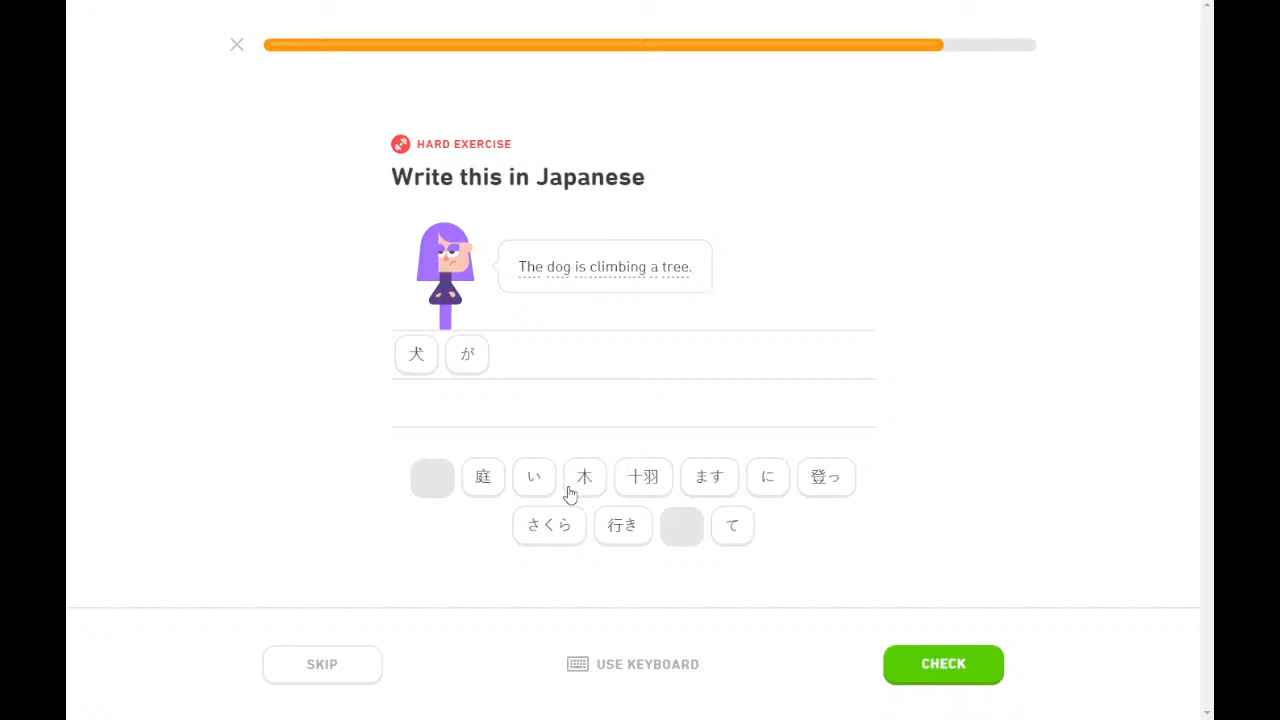 HARD EXERCISE
Write this in Japanese
The dog is climbing a tree.
犬 が
庭 い 木 十羽 ます に 登っ
さくら 行き て
SKIP USE KEYBOARD CHECK